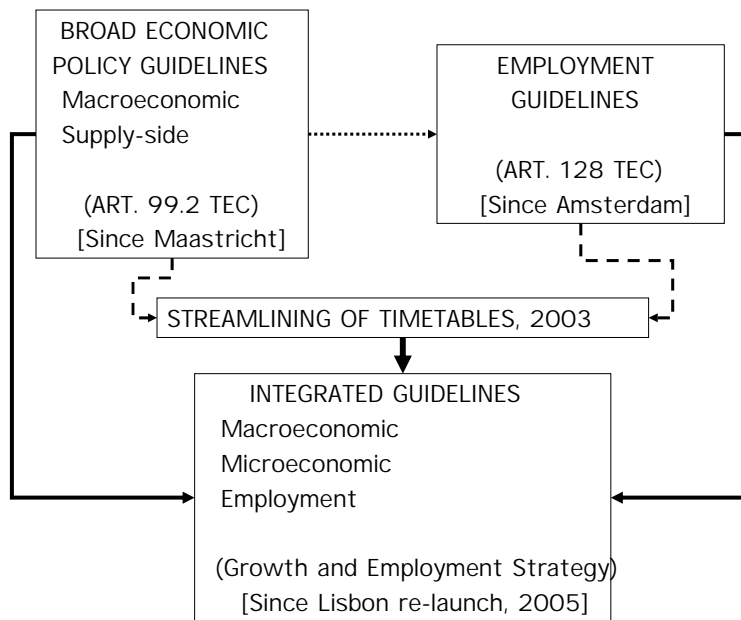 BROAD ECONOMIC
POLICY GUIDELINES
Macroeconomic
Supply-side
(ART. 99.2 TEC)
[Since Maastricht]
EMPLOYMENT
GUIDELINES
(ART. 128 TEC)
[Since Amsterdam]
STREAMLINING OF TIMETABLES, 2003
INTEGRATED GUIDELINES
Macroeconomic
Microeconomic
Employment
(Growth and Employment Strategy)
[Since Lisbon re-launch, 2005]